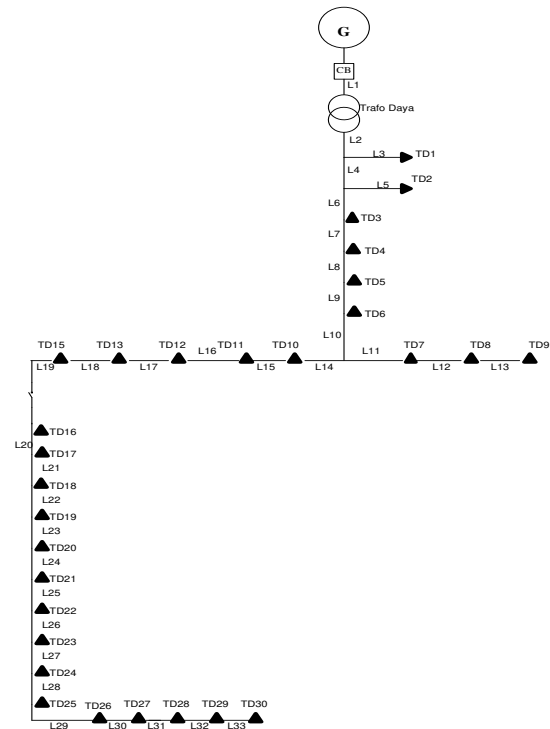 G
CB
L1
Trafo Daya
L2
L3 TD1
L4
L5 TD2
L6
TD3
L7
TD4
L8
TD5
L9
TD6
L10
TD15 TD13 TD12 L16 TD11 TD10 L11 TD7 TD8 TD9
L19 L18 L17 L15 L14 L12 L13
TD16
L20
TD17
L21
TD18
L22
TD19
L23
TD20
L24
TD21
L25
TD22
L26
TD23
L27
TD24
L28
TD25
TD26 TD27 TD28 TD29 TD30
L29 L30 L31 L32 L33